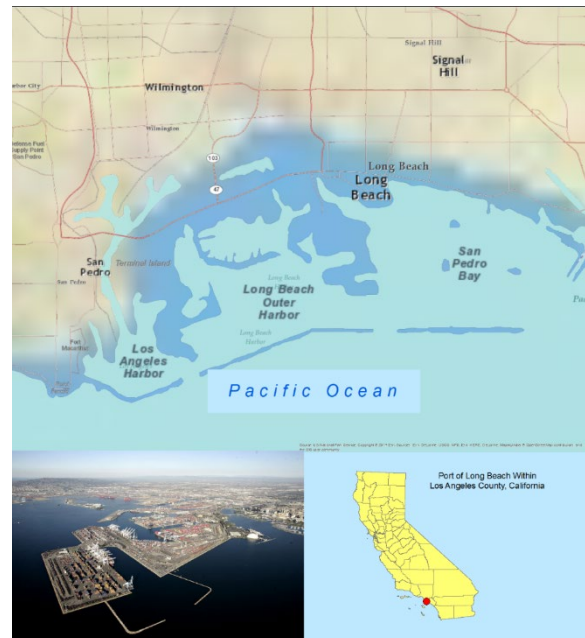 Signal Hill
Signal
Hill
Wilmington
Wilmington
103
47
Long Beach
Long
Beach
San
Pedro
San Pedro
Terminal Island
San
Pedro
Bay
Long Beach
Outer
Harbor
Long Beach
Harbor
Los
Angeles
Harbor
Pacific Ocean
Port of Long Beach Within
Los Angeles County, California